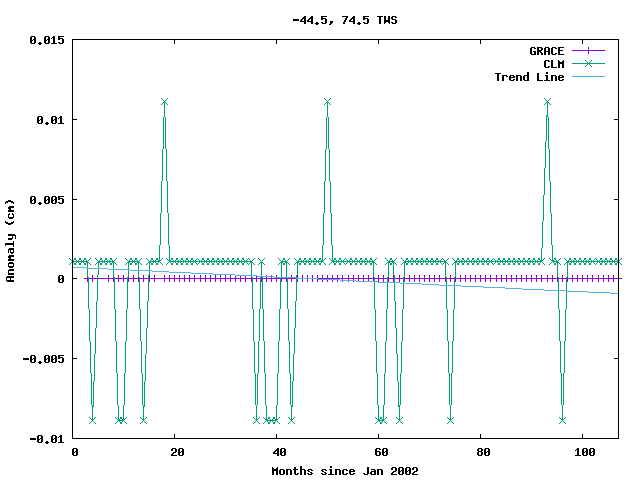 -44.5, 74.5 TWS
0.015
0.01
0.005
0
-0.005
-0.01
Anomaly (cm)
GRACE
CLM
Trend Line
0 20 40 60 80 100
Months since Jan 2002